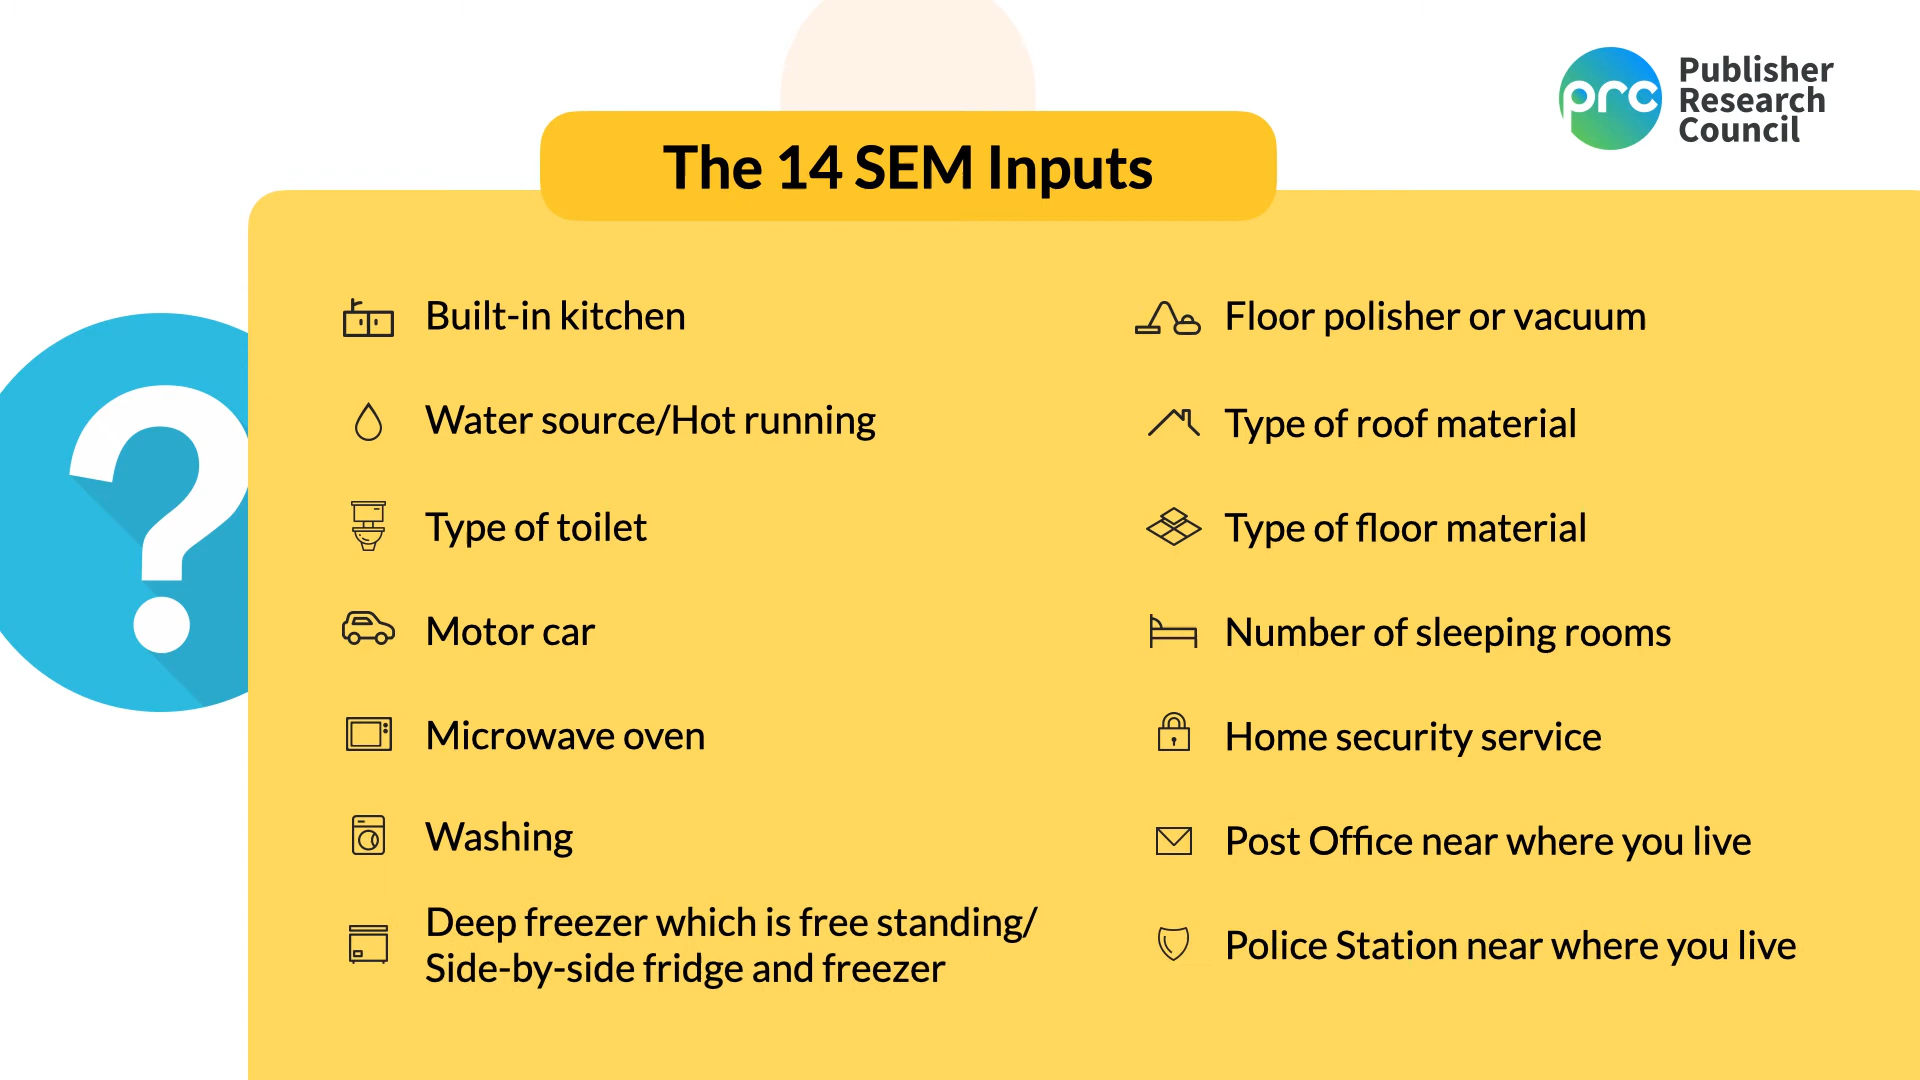 prc
Publisher
Research
Council
The 14 SEM Inputs
Built-in kitchen
Water source/Hot running
Type of toilet
Motor car
Microwave oven
Washing
Deep freezer which is free standing/
Side-by-side fridge and freezer
Floor polisher or vacuum
Type of roof material
Type of floor material
Number of sleeping rooms
Home security service
Post Office near where you live
Police Station near where you live
?